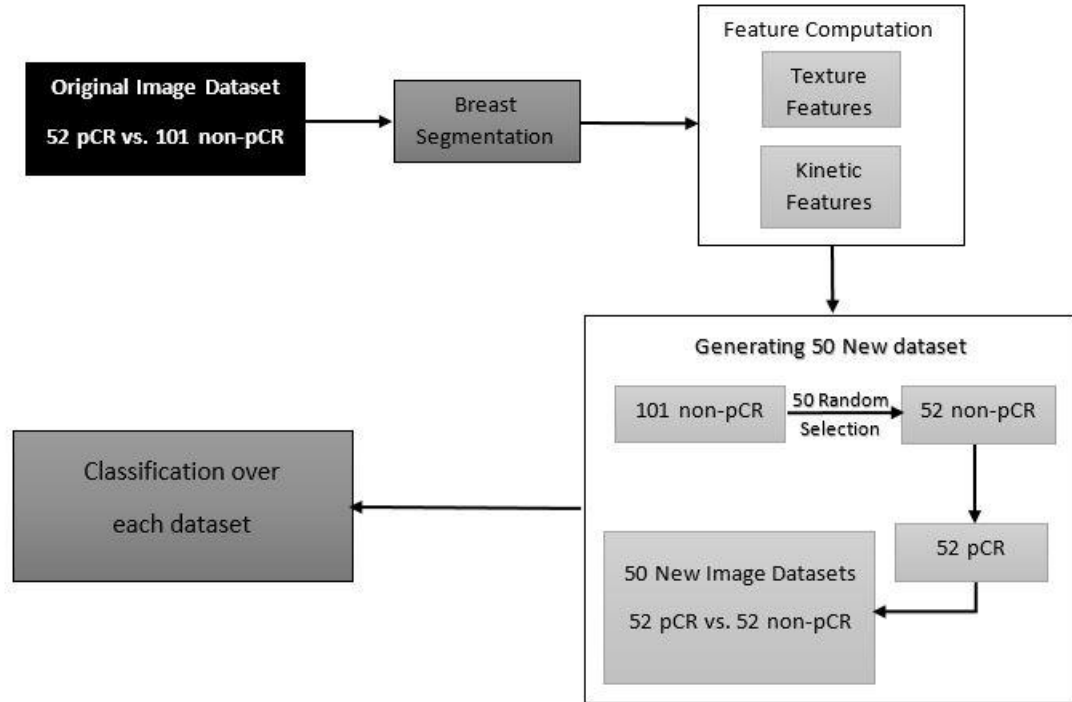 Original Image Dataset
52 pCR vs. 101 non-pCR
Breast
Segmentation
Feature Computation
Texture
Features
Kinetic
Features
Generating 50 New dataset
101 non-pCR
50 Random
Selection
52 non-pCR
52 pCR
50 New Image Datasets
52 pCR vs. 52 non-pCR
Classification over
each dataset